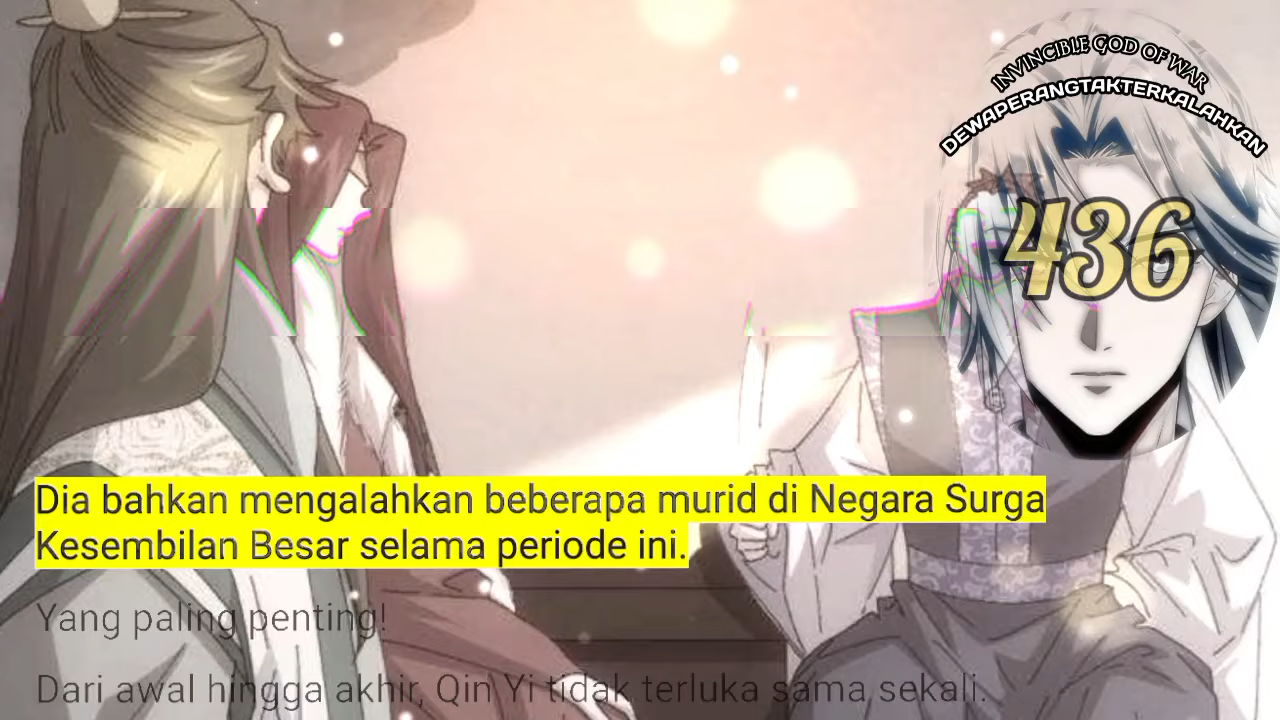 INVINCIBLE GOD OF WAR
DEWAPERANGTAKTERKALAHKAN
436
Dia bahkan mengalahkan beberapa murid di Negara Surga
Kesembilan Besar selama periode ini.
Yang paling penting!
Dari awal hingga akhir, Qin Yi tidak terluka sama sekali.